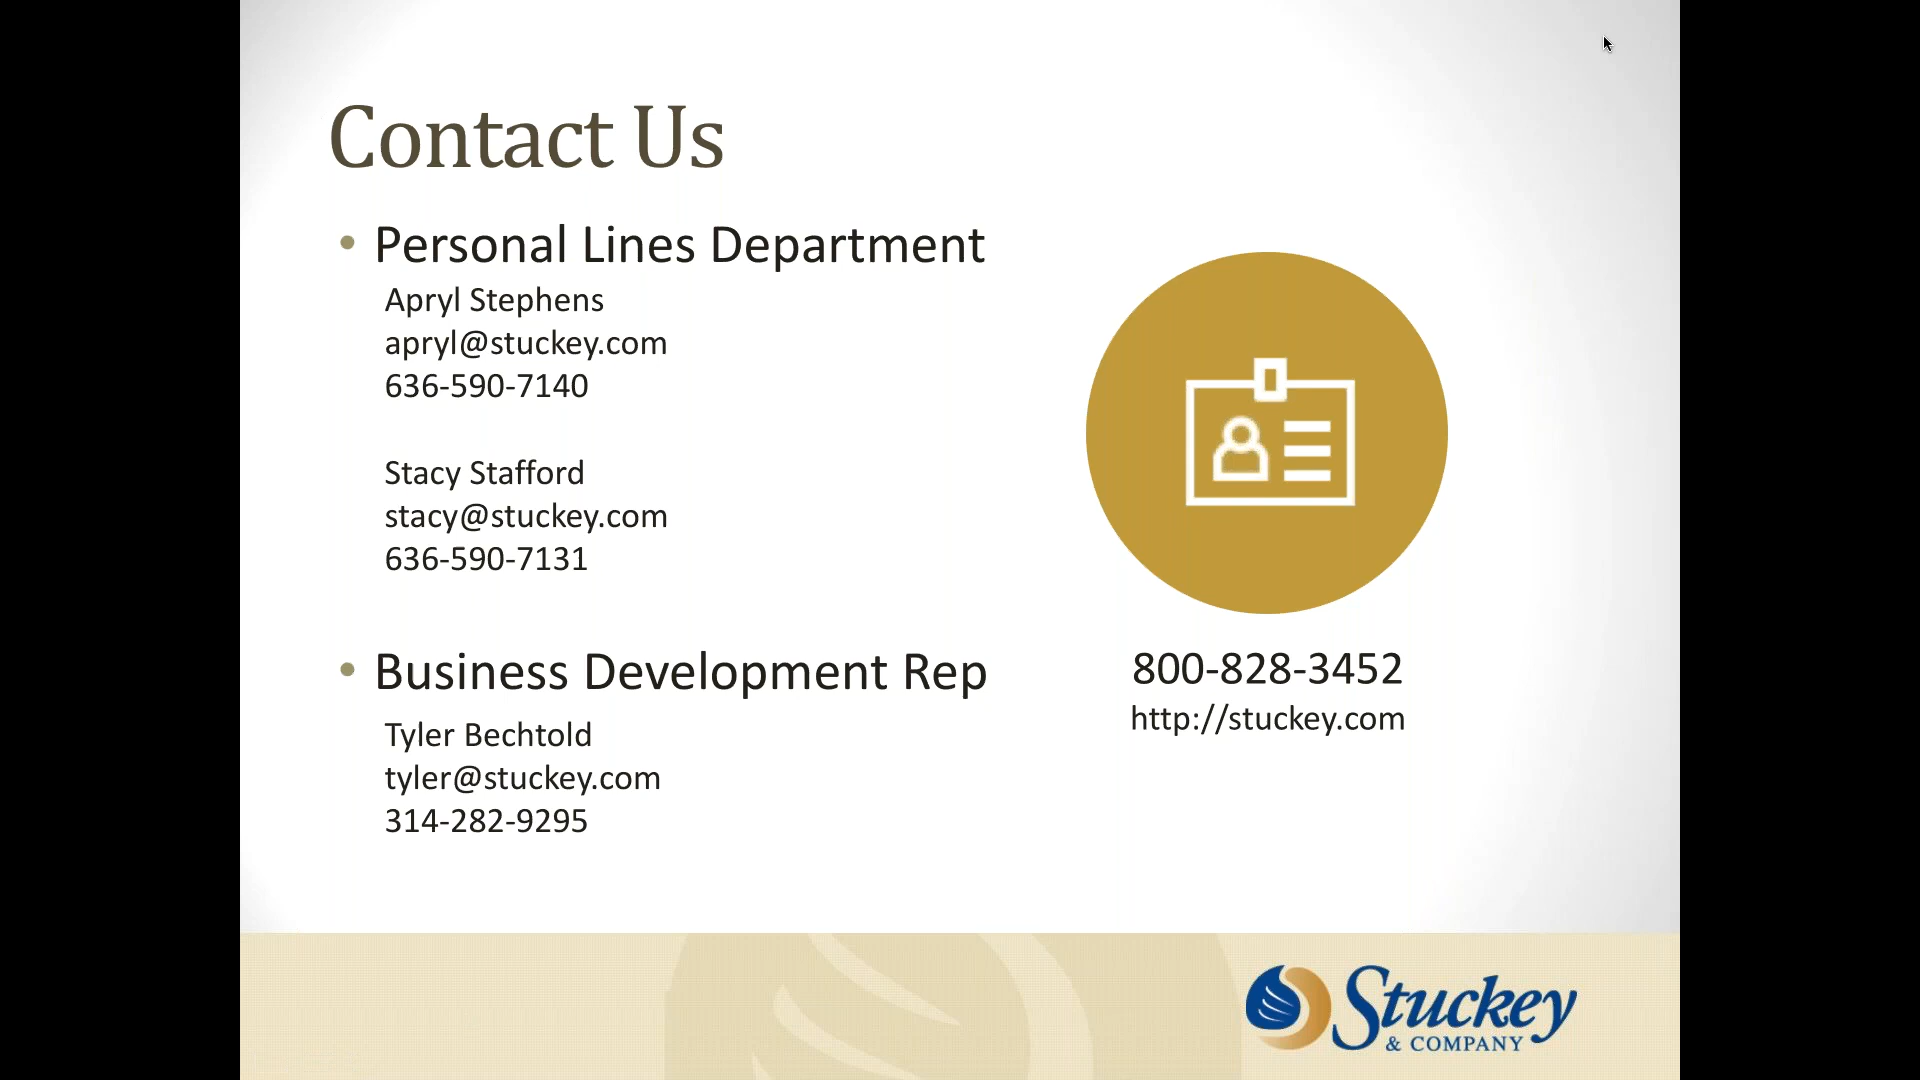 Contact Us
• Personal Lines Department
Apryl Stephens
apryl@stuckey.com
636-590-7140
Stacy Stafford
stacy@stuckey.com
636-590-7131
• Business Development Rep
Tyler Bechtold
tyler@stuckey.com
314-282-9295
800-828-3452
http://stuckey.com
Stuckey
& COMPANY